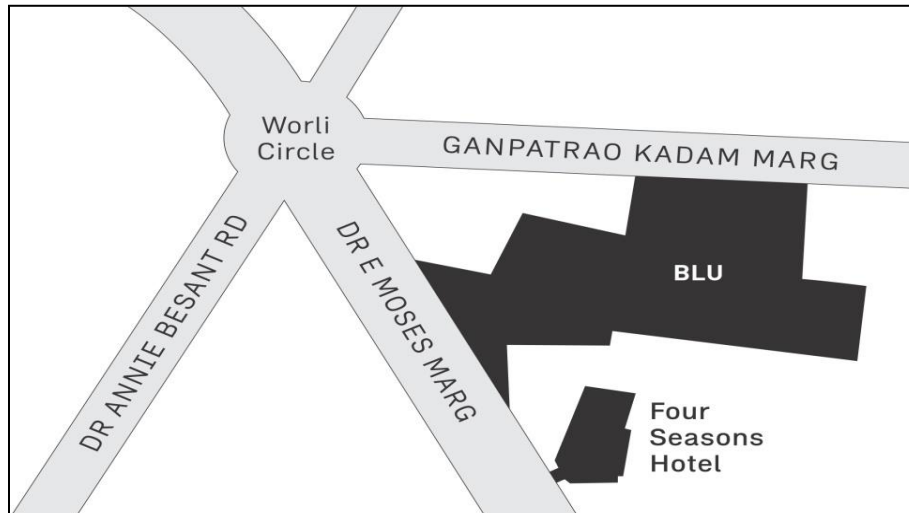 Worli
Circle
GANPATRAO KADAM MARG
DR ANNIE BESANT RD
DR E MOSES MARG
BLU
Four
Seasons
Hotel